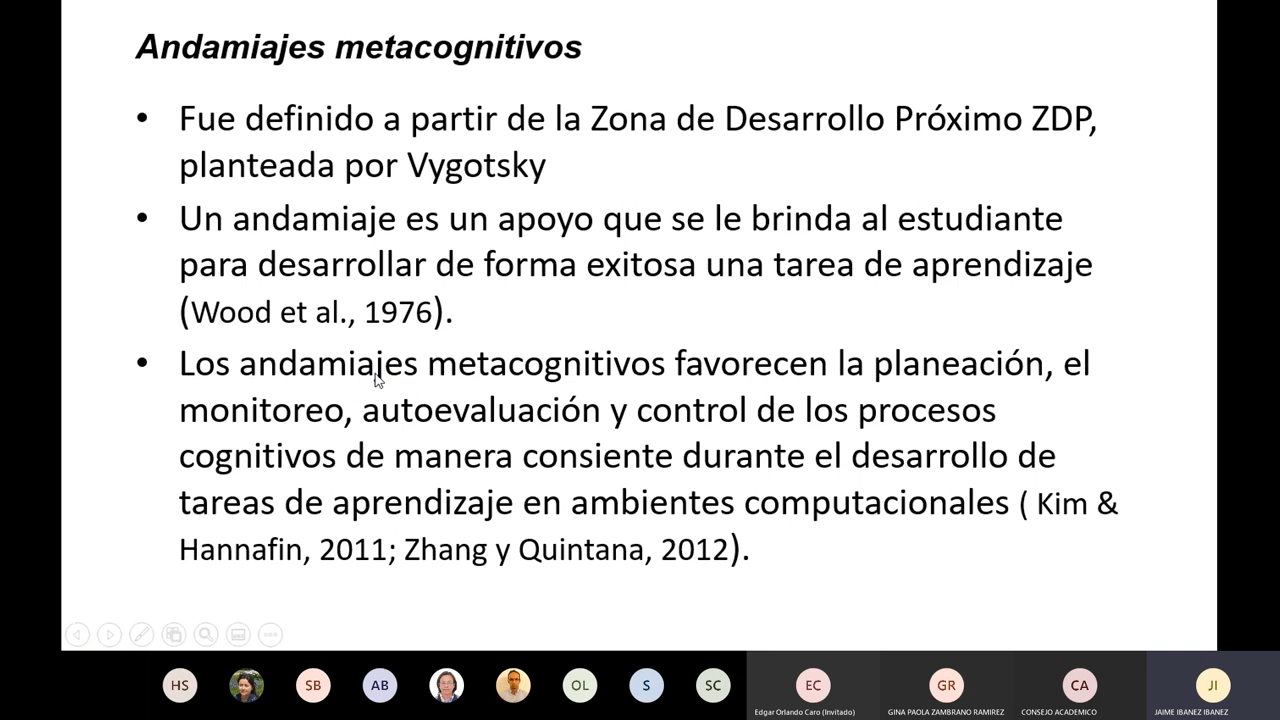 Andamiajes metacognitivos
• Fue definido a partir de la Zona de Desarrollo Próximo ZDP,
planteada por Vygotsky
• Un andamiaje es un apoyo que se le brinda al estudiante
para desarrollar de forma exitosa una tarea de aprendizaje
(Wood et al., 1976).
• Los andamiajes metacognitivos favorecen la planeación, el
monitoreo, autoevaluación y control de los procesos
cognitivos de manera consiente durante el desarrollo de
tareas de aprendizaje en ambientes computacionales ( Kim &
Hannafin, 2011; Zhang y Quintana, 2012).
HS SB AB OL S SC EC GR CA JI
Edgar Orlando Caro (Invitado) GINA PAOLA ZAMBRANO RAMIREZ CONSEJO ACADEMICO JAIME IBANEZ IBANEZ